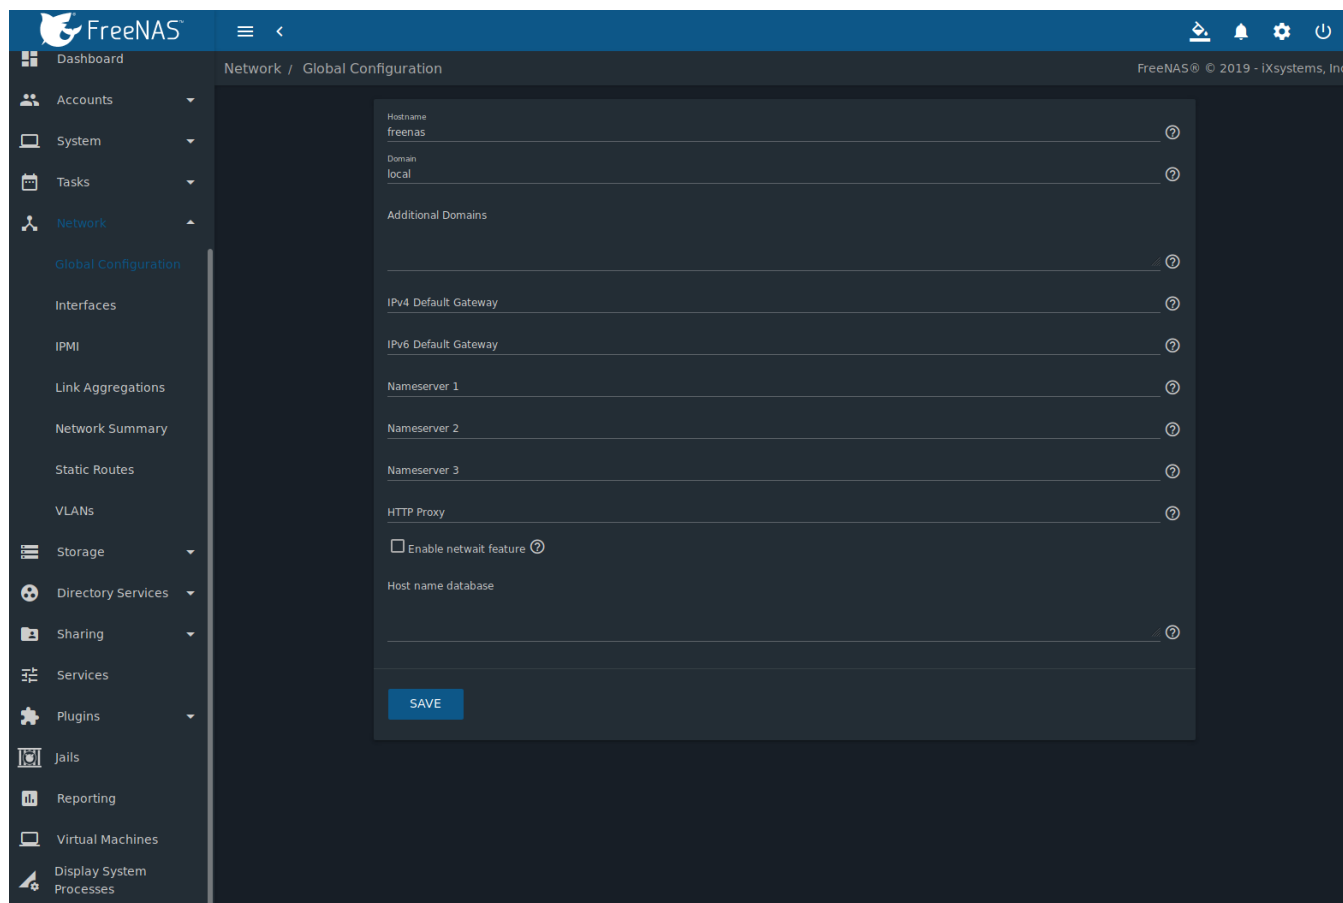 FreeNAS™
Dashboard
Accounts
System
Tasks
Network
Global Configuration
Interfaces
IPMI
Link Aggregations
Network Summary
Static Routes
VLANs
Storage
Directory Services
Sharing
Services
Plugins
Jails
Reporting
Virtual Machines
Display System
Processes
Network / Global Configuration
FreeNAS® © 2019 - iXsystems, Inc
Hostname
freenas
Domain
local
Additional Domains
IPv4 Default Gateway
IPv6 Default Gateway
Nameserver 1
Nameserver 2
Nameserver 3
HTTP Proxy
Enable netwait feature
Host name database
SAVE